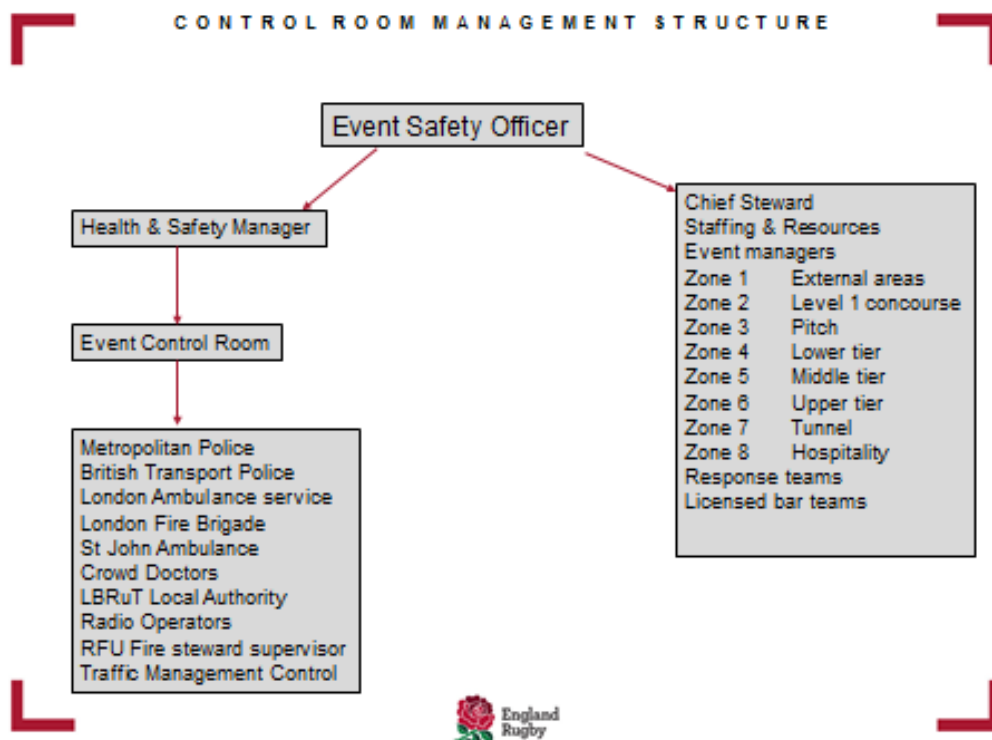 CONTROL ROOM MANAGEMENT STRUCTURE
Event Safety Officer
Health & Safety Manager
Event Control Room
Metropolitan Police
British Transport Police
London Ambulance service
London Fire Brigade
St John Ambulance
Crowd Doctors
LBRuT Local Authority
Radio Operators
RFU Fire steward supervisor
Traffic Management Control
Chief Steward
Staffing & Resources
Event managers
Zone 1 External areas
Zone 2 Level 1 concourse
Zone 3 Pitch
Zone 4 Lower tier
Zone 5 Middle tier
Zone 6 Upper tier
Zone 7 Tunnel
Zone 8 Hospitality
Response teams
Licensed bar teams
England
Rugby